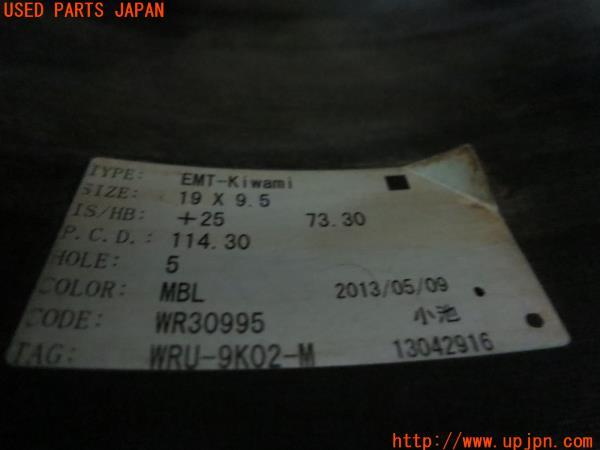 USED PARTS JAPAN
TYPE: EMT-Kiwami
SIZE: 19 X 9.5
IS/HB: +25 73.30
P.C.D.: 114.30
HOLE: 5
COLOR: MBL 2013/05/09
CODE: WR30995 小池
TAG: WRU-9K02-M 13042916
http://www.upjpn.com/